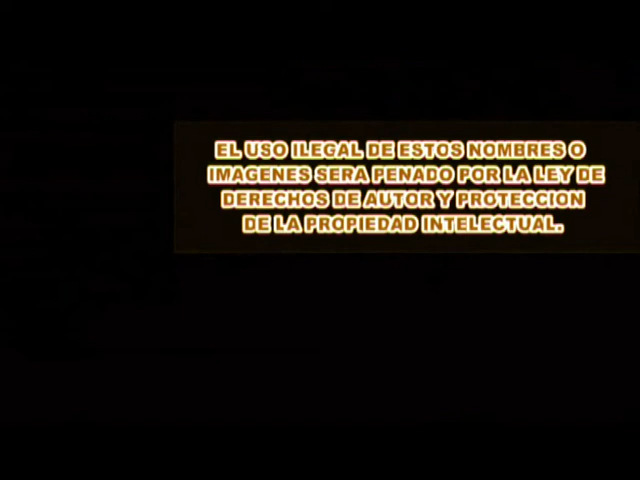 EL USO ILEGAL DE ESTOS NOMBRES O
IMAGENES SERA PENADO POR LA LEY DE
DERECHOS DE AUTOR Y PROTECCION
DE LA PROPIEDAD INTELECTUAL.